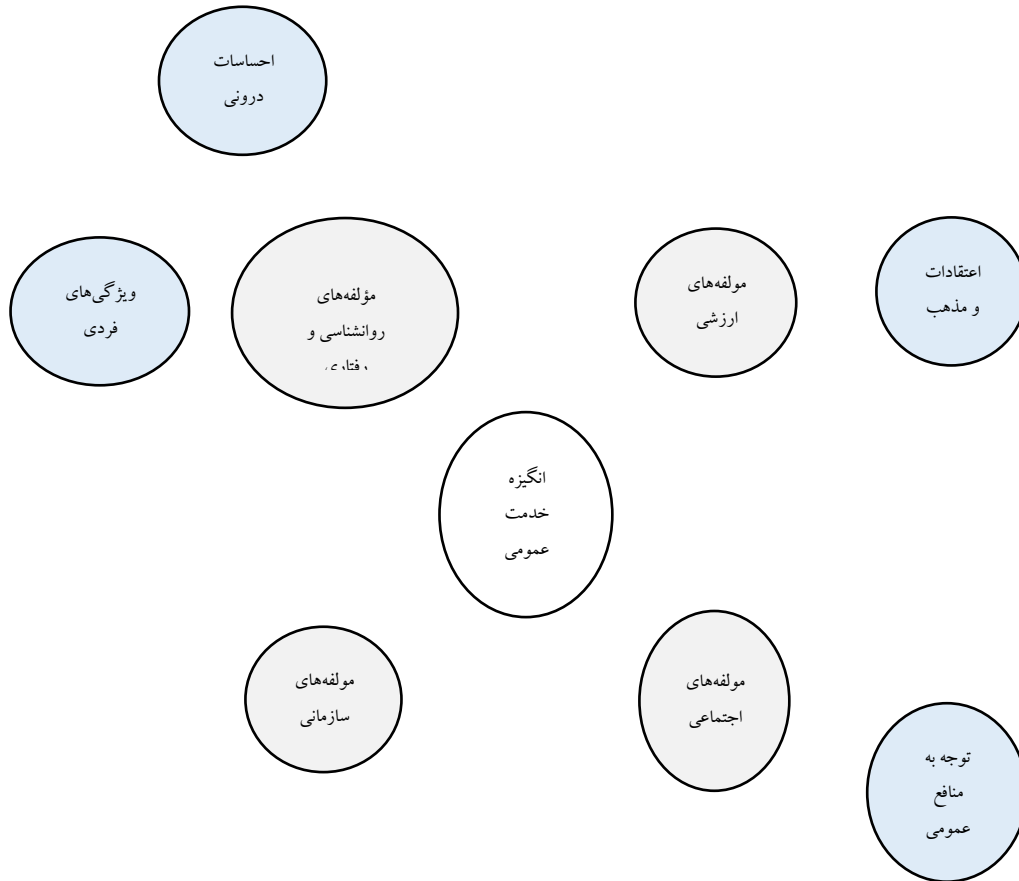 احساسات
درونی
اعتقادات
و مذهب
مولفه‌های
ارزشی
مؤلفه‌های
روانشناسی و
رفتاری
ویژگی‌های
فردی
انگیزه
خدمت
عمومی
مولفه‌های
اجتماعی
مولفه‌های
سازمانی
توجه به
منافع
عمومی